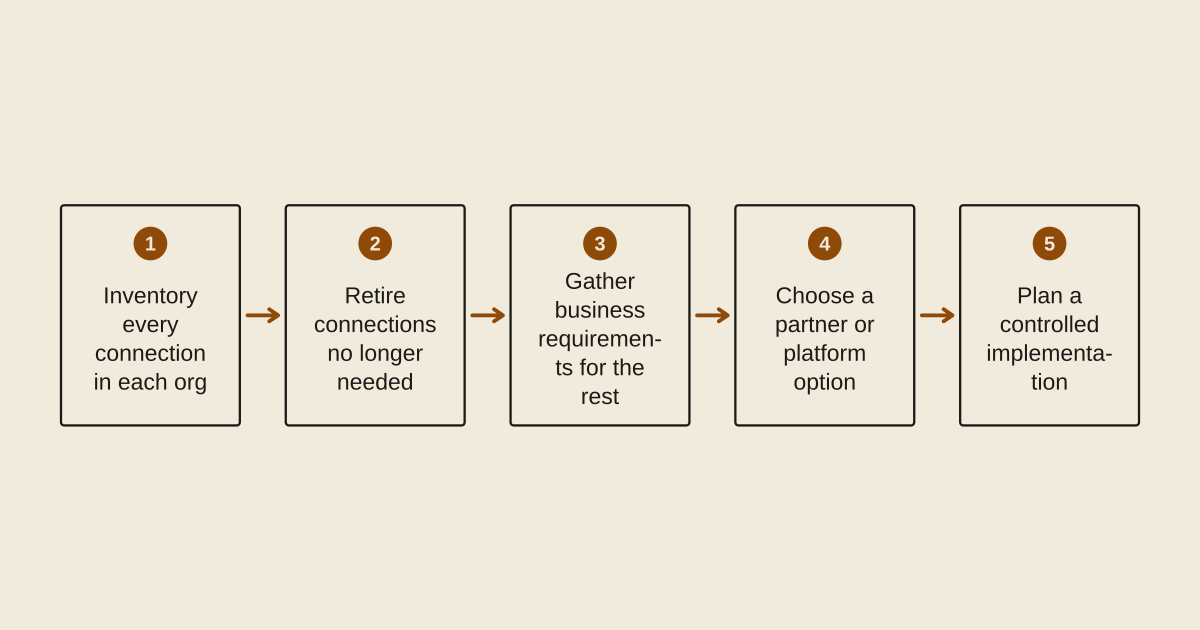 1
Inventory
every
connection
in each org
2
Retire
connections
no longer
needed
3
Gather
business
requiremen-
ts for the
rest
4
Choose a
partner or
platform
option
5
Plan a
controlled
implementa-
tion